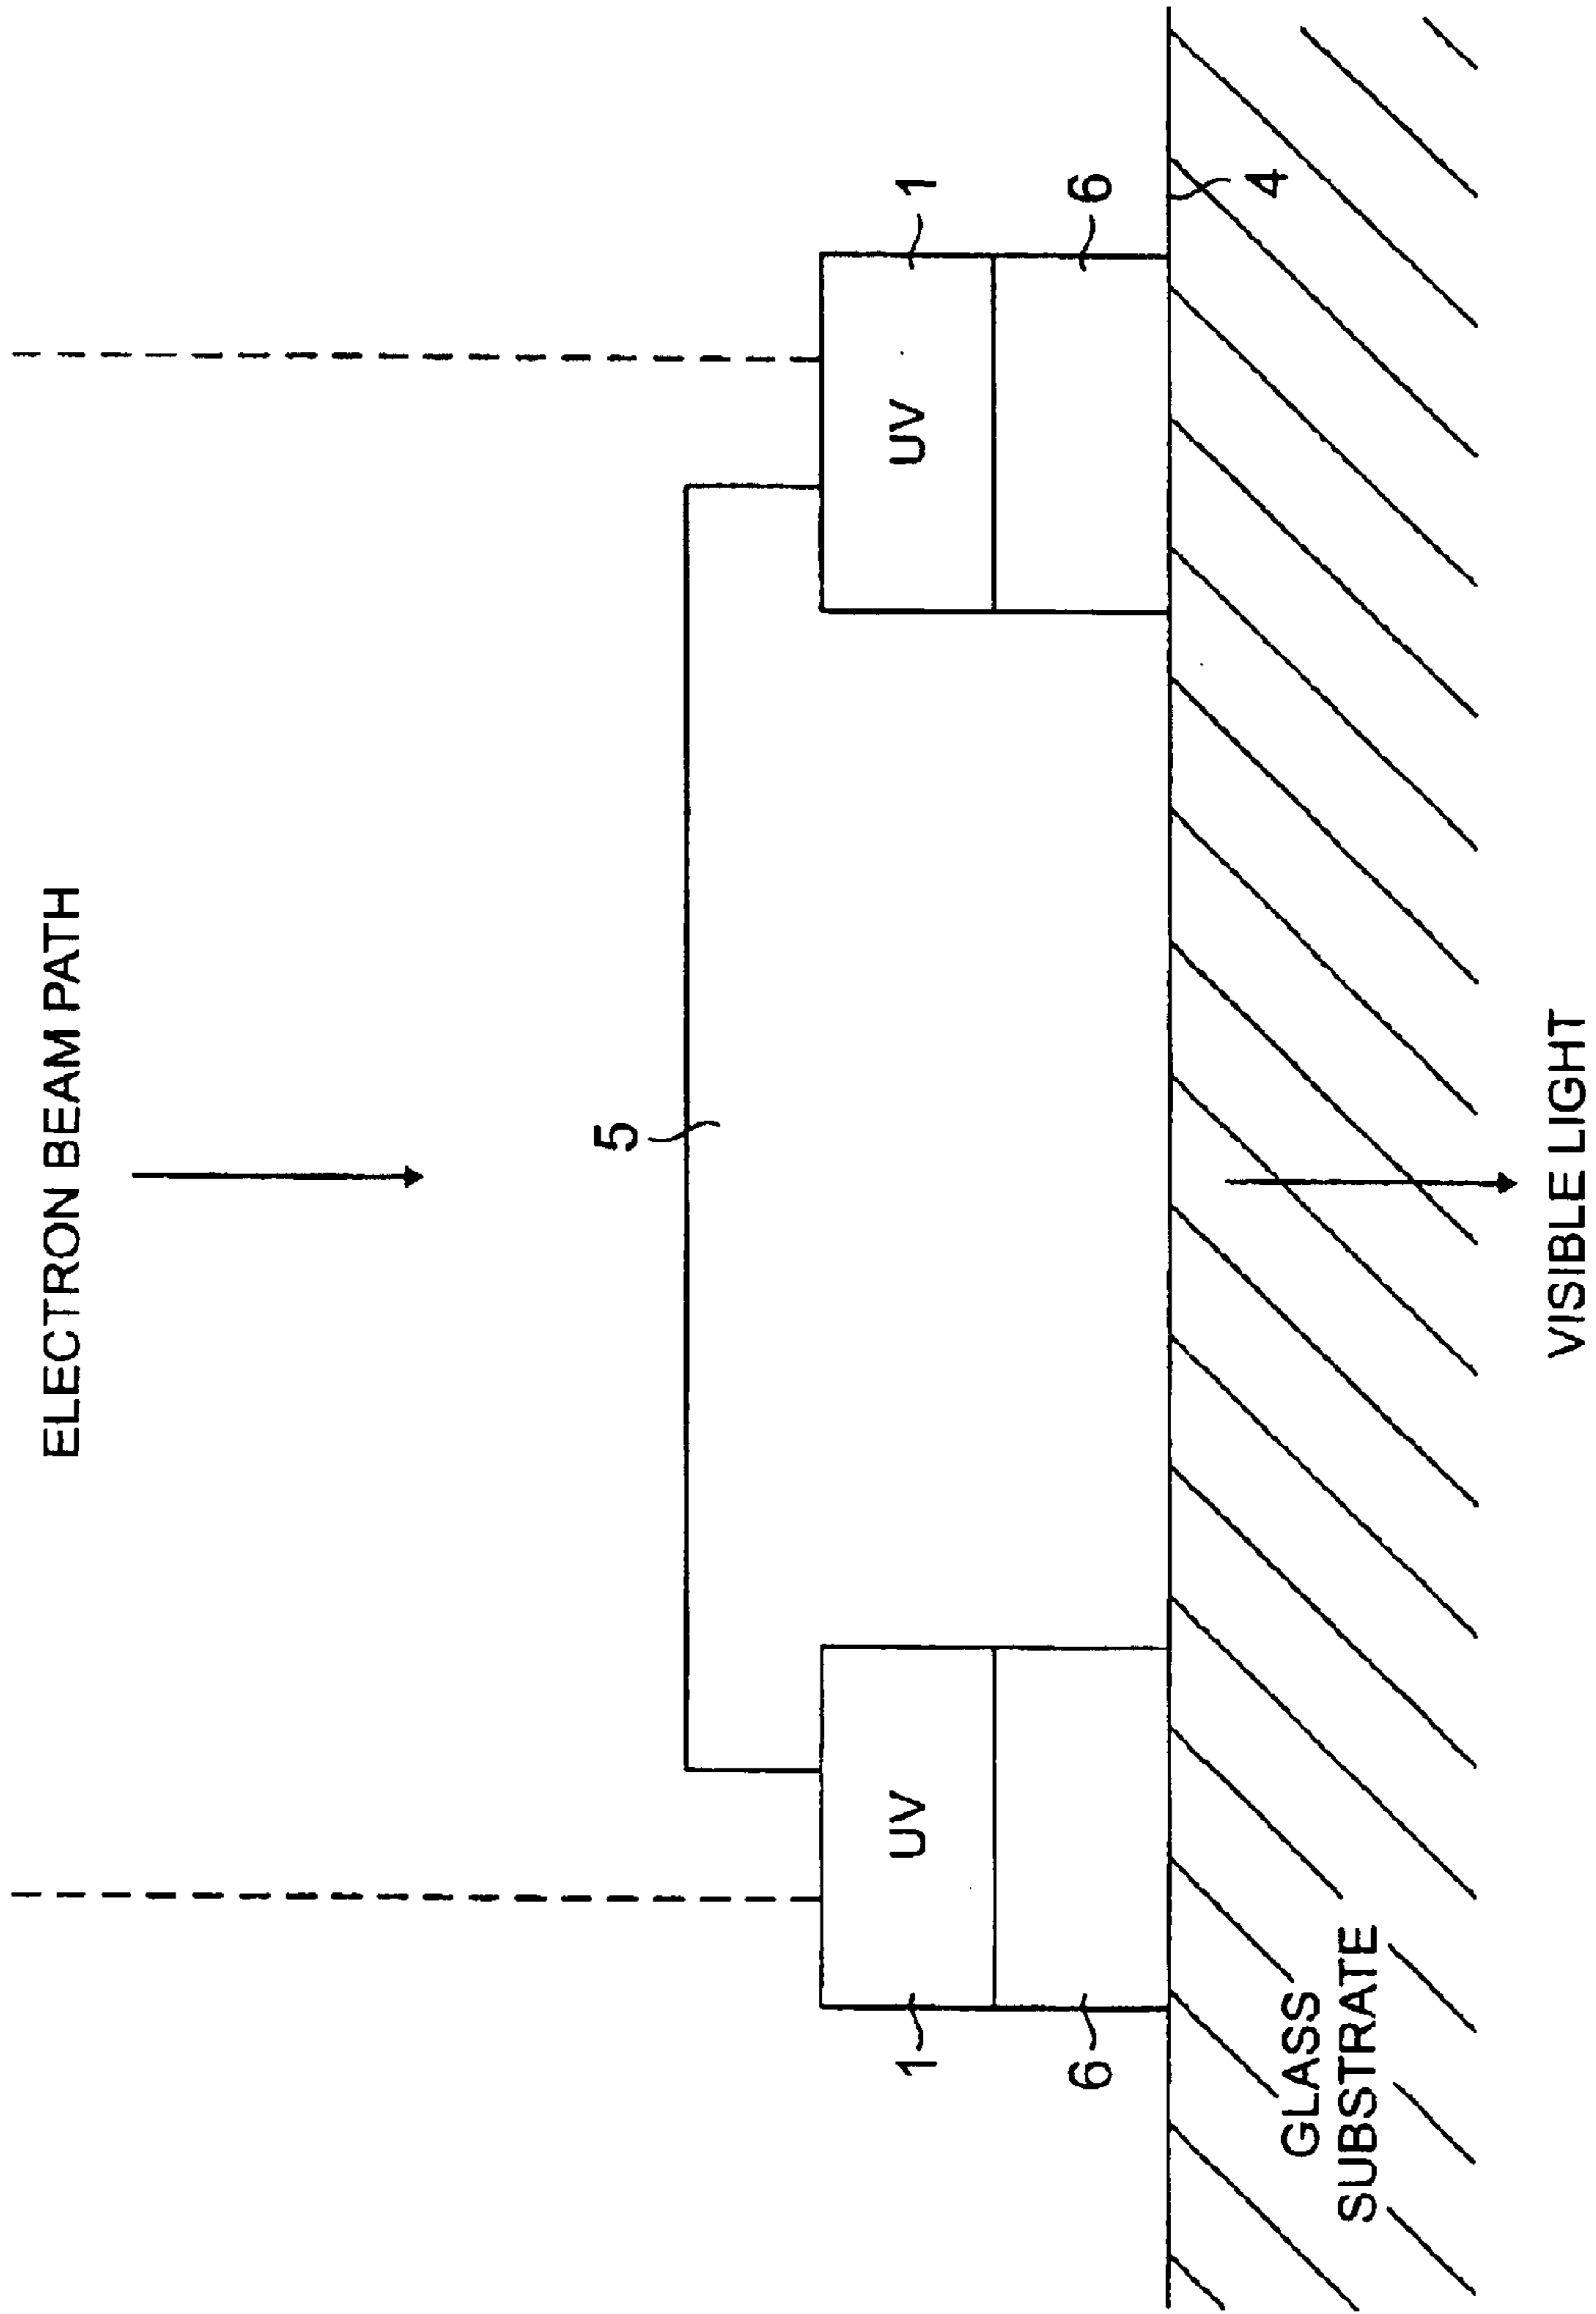 ELECTRON BEAM PATH
5
1
UV
UV
1
6
6
4
GLASS
SUBSTRATE
VISIBLE LIGHT